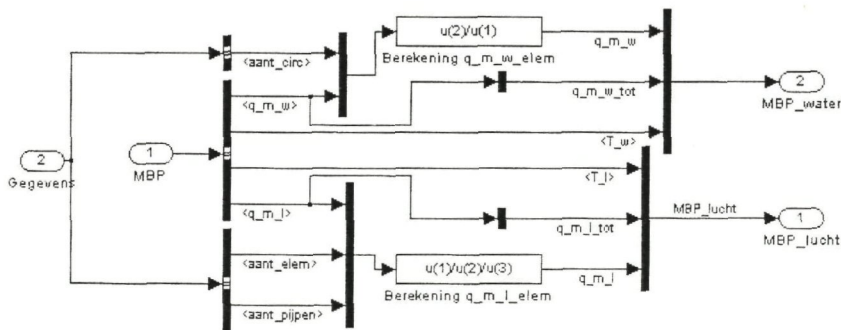 u(2)/u(1)
<aant_circ>
Berekening q_m_w_elem
q_m_w
<q_m_w>
q_m_w_tot
2
MBP_water
<T_w>
2
Gegevens
1
MBP
<T_l>
<q_m_l>
q_m_l_tot
MBP_lucht
1
MBP_lucht
<aant_elem>
u(1)/u(2)/u(3)
Berekening q_m_l_elem
q_m_l
<aant_pijpen>